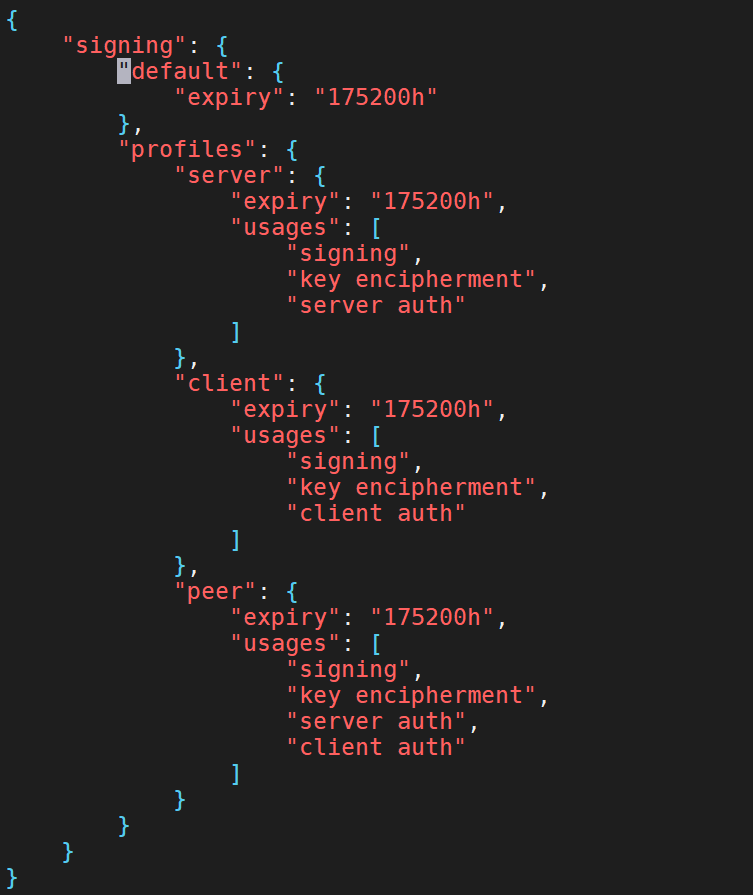 {
    "signing": {
        "default": {
            "expiry": "175200h"
        },
        "profiles": {
            "server": {
                "expiry": "175200h",
                "usages": [
                    "signing",
                    "key encipherment",
                    "server auth"
                ]
            },
            "client": {
                "expiry": "175200h",
                "usages": [
                    "signing",
                    "key encipherment",
                    "client auth"
                ]
            },
            "peer": {
                "expiry": "175200h",
                "usages": [
                    "signing",
                    "key encipherment",
                    "server auth",
                    "client auth"
                ]
            }
        }
    }
}